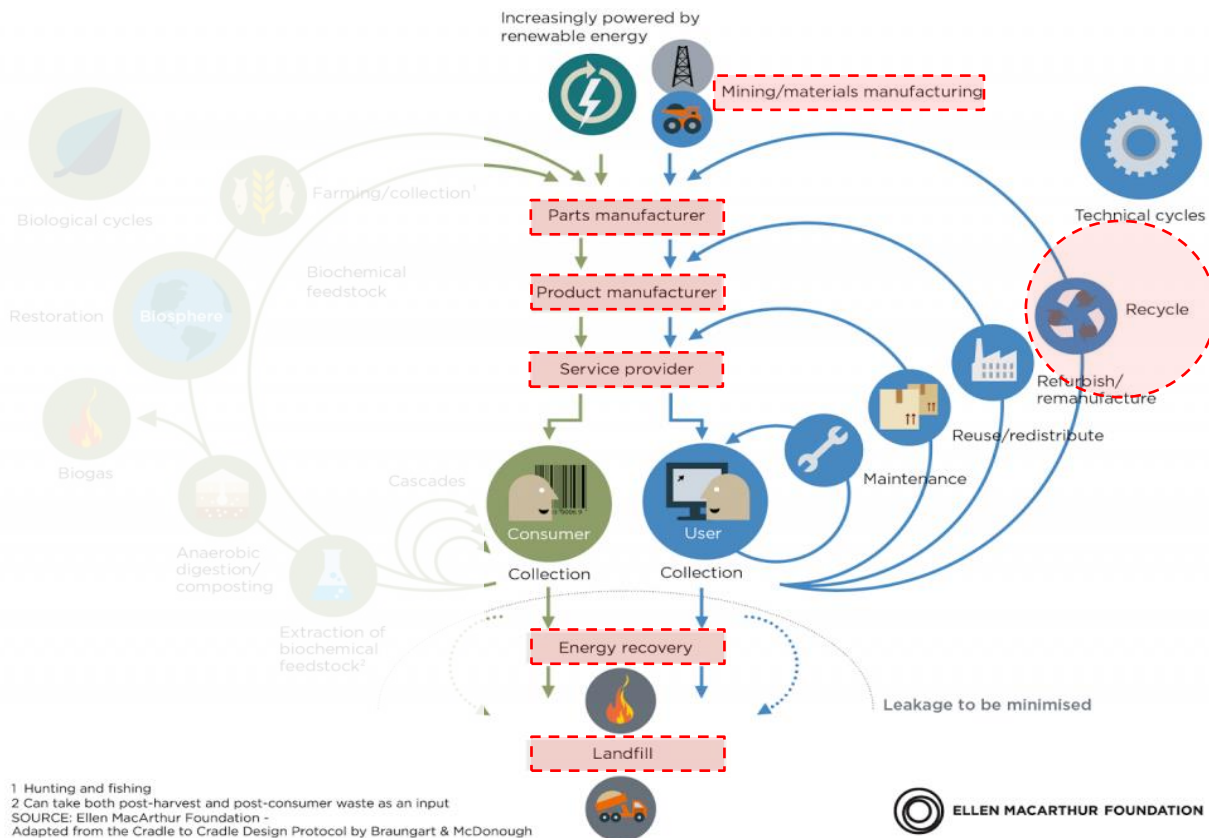 Increasingly powered by
renewable energy
Mining/materials manufacturing
Biological cycles
Farming/collection¹
Technical cycles
Parts manufacturer
Biochemical
feedstock
Product manufacturer
Restoration
Biosphere
Recycle
Service provider
Refurbish/
remanufacture
Reuse/redistribute
Biogas
Cascades
Maintenance
Consumer
User
Anaerobic
digestion/
composting
Collection
Collection
Extraction of
biochemical
feedstock²
Energy recovery
Leakage to be minimised
Landfill
1 Hunting and fishing
2 Can take both post-harvest and post-consumer waste as an input
SOURCE: Ellen MacArthur Foundation -
Adapted from the Cradle to Cradle Design Protocol by Braungart & McDonough
ELLEN MACARTHUR FOUNDATION